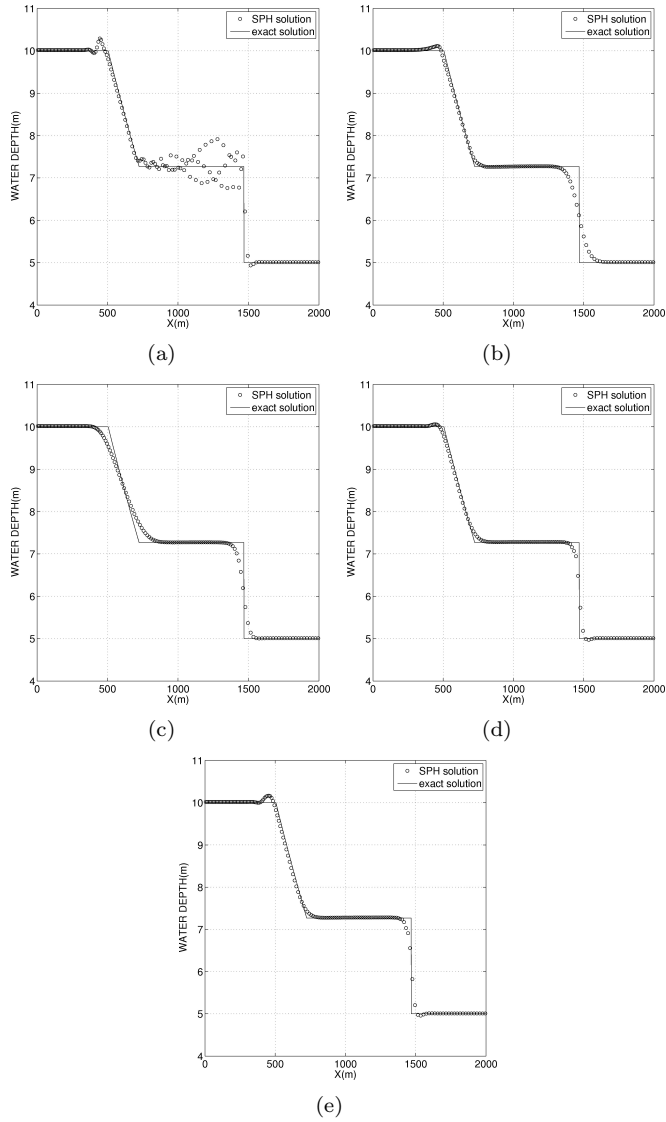 11
10
9
8
7
6
5
4
WATER DEPTH(m)
0 500 1000 1500 2000
X(m)
SPH solution
exact solution
(a)
11
10
9
8
7
6
5
4
WATER DEPTH(m)
0 500 1000 1500 2000
X(m)
SPH solution
exact solution
(b)
11
10
9
8
7
6
5
4
WATER DEPTH(m)
0 500 1000 1500 2000
X(m)
SPH solution
exact solution
(c)
11
10
9
8
7
6
5
4
WATER DEPTH(m)
0 500 1000 1500 2000
X(m)
SPH solution
exact solution
(d)
11
10
9
8
7
6
5
4
WATER DEPTH(m)
0 500 1000 1500 2000
X(m)
SPH solution
exact solution
(e)